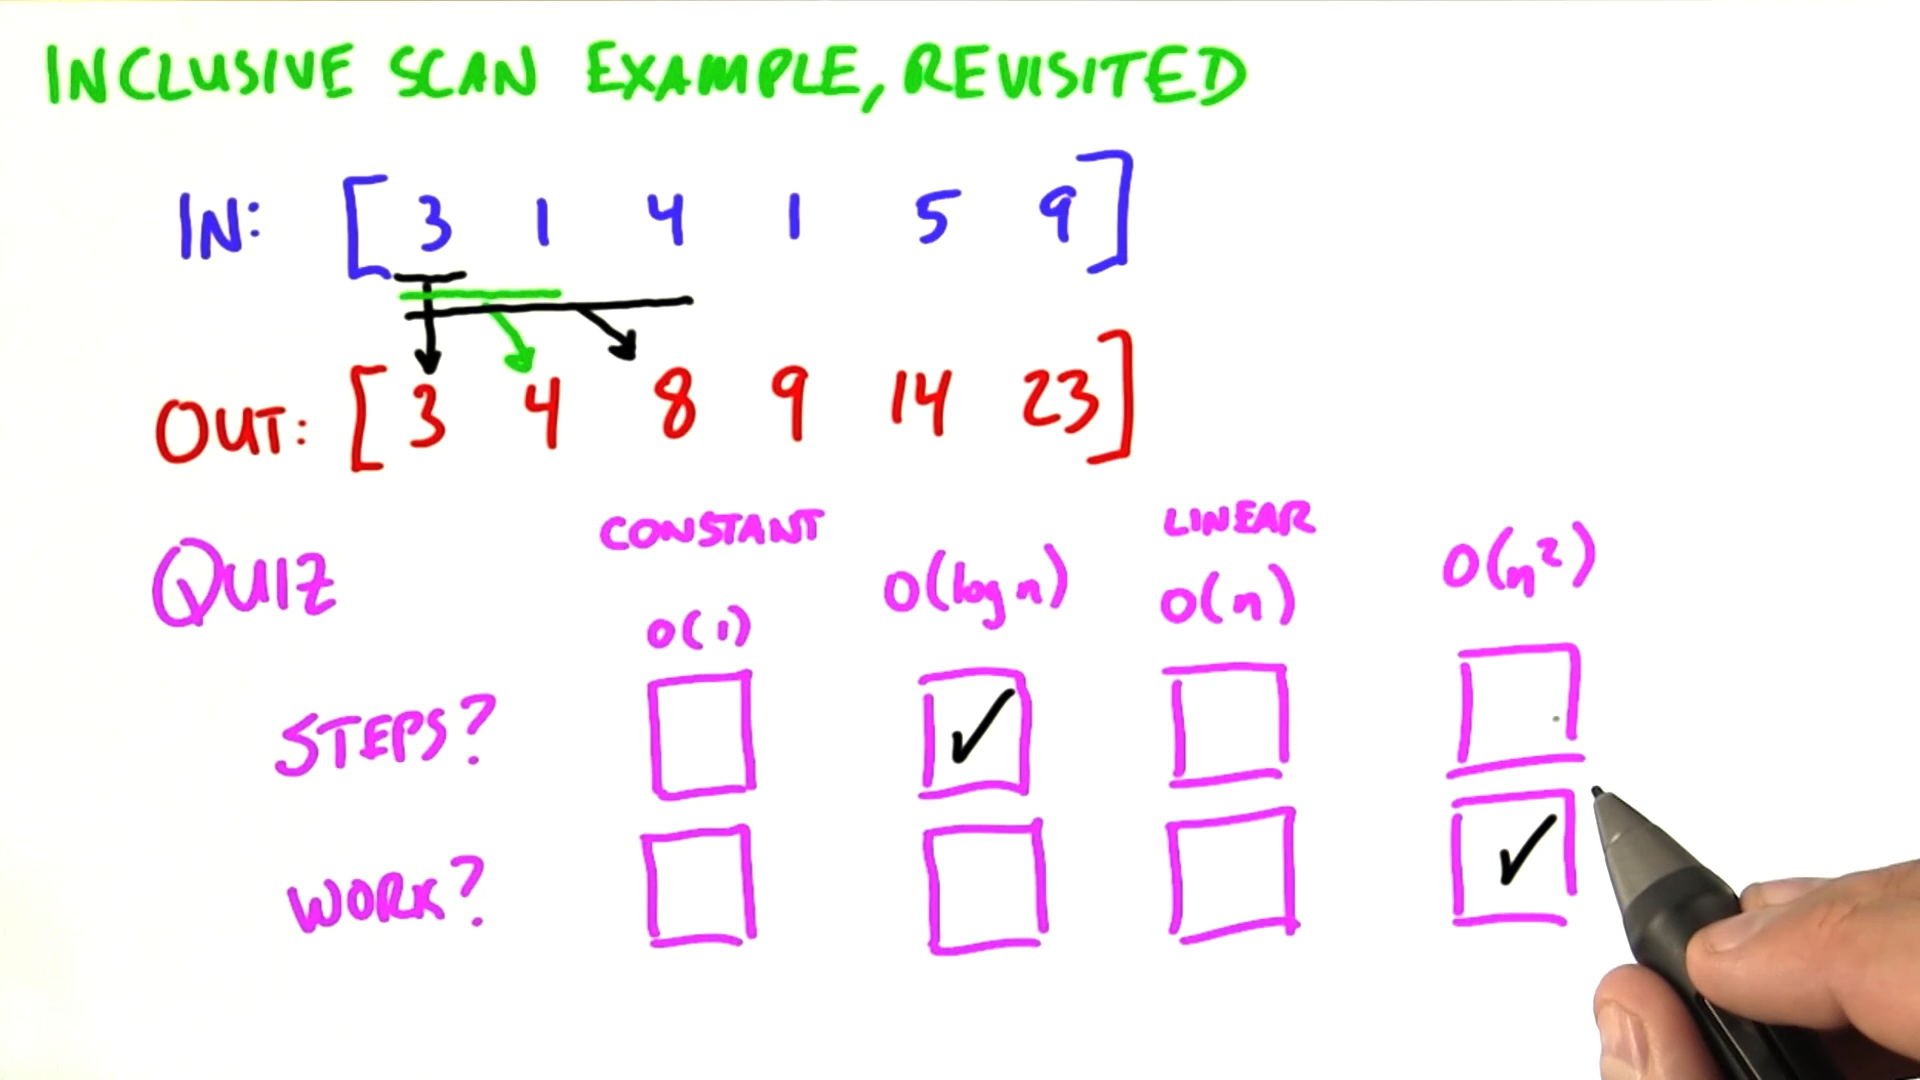 INCLUSIVE SCAN EXAMPLE, REVISITED
IN: [3 1 4 1 5 9]
OUT: [3 4 8 9 14 23]
QUIZ
CONSTANT LINEAR
O(1) O(log n) O(n) O(n²)
STEPS? ✓
WORK? ✓